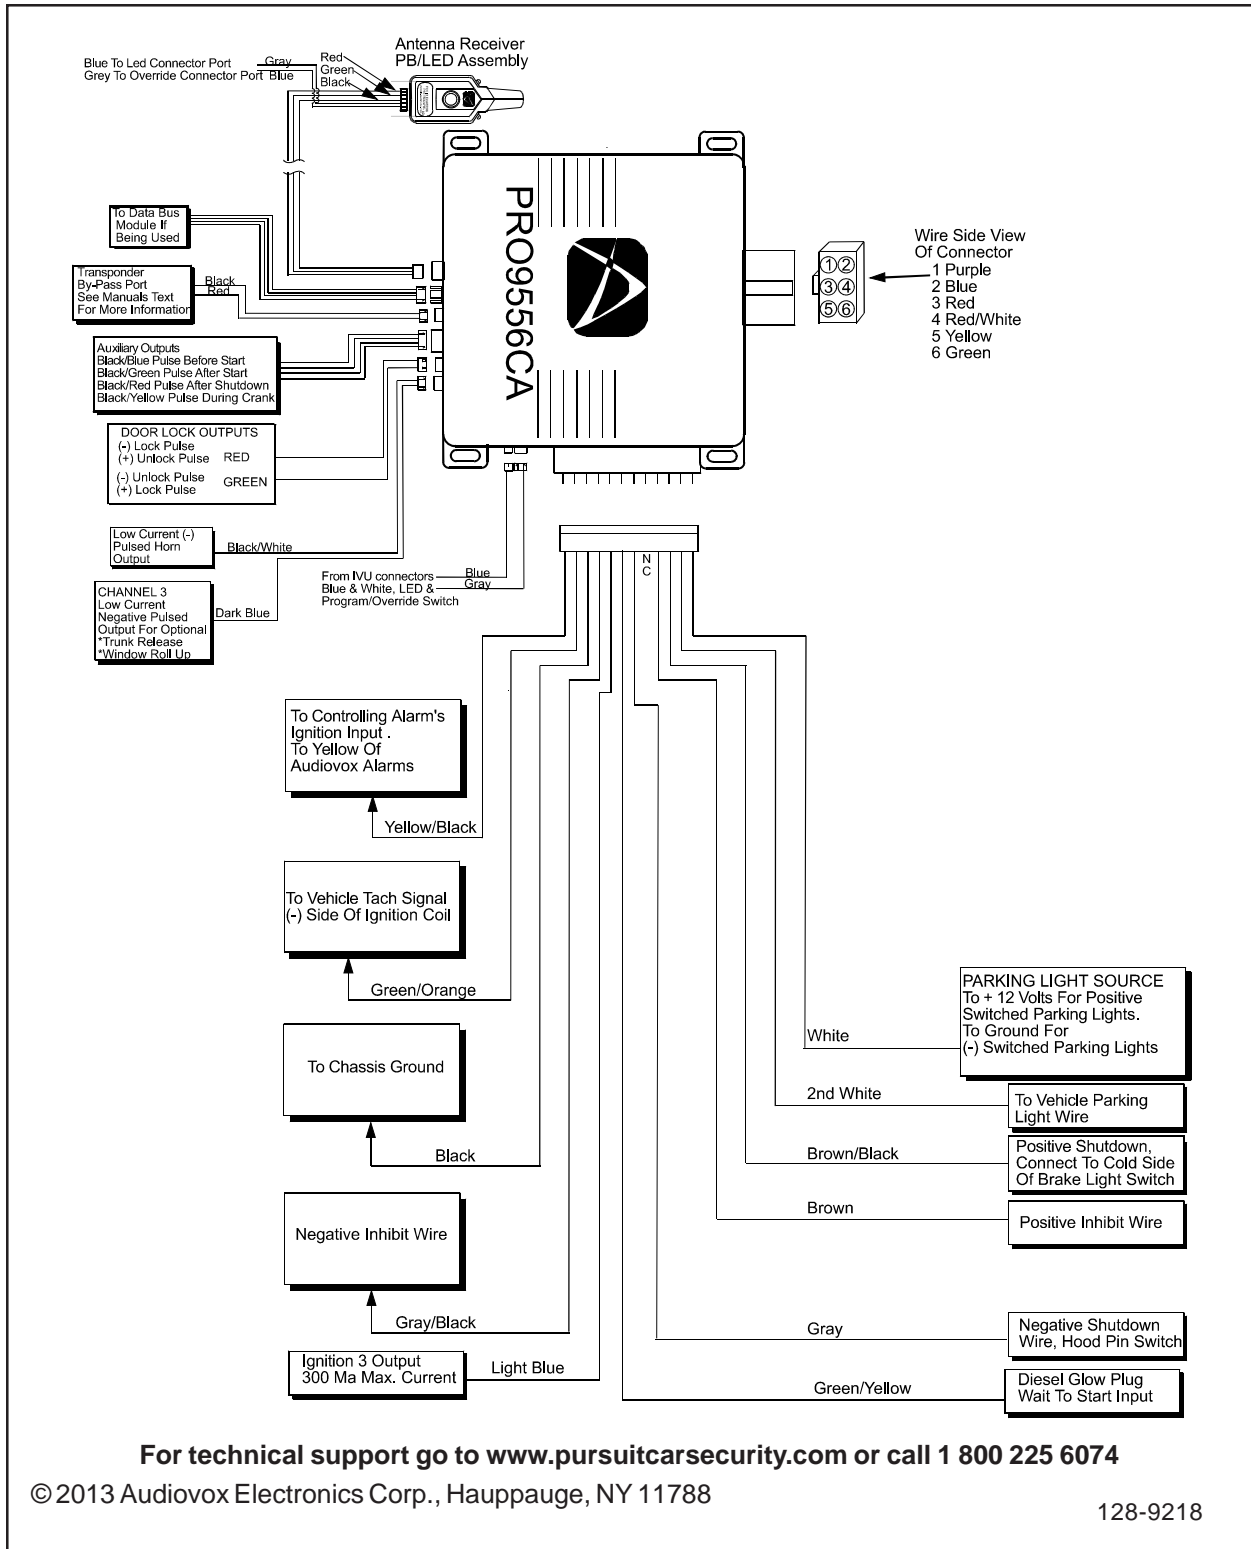 Antenna Receiver
PB/LED Assembly
Blue To Led Connector Port
Gray
Grey To Override Connector Port
Blue
Red
Green
Black
To Data Bus
Module If
Being Used
Transponder
By-Pass Port
See Manuals Text
For More Information
Black
Red
Auxiliary Outputs
Black/Blue Pulse Before Start
Black/Green Pulse After Start
Black/Red Pulse After Shutdown
Black/Yellow Pulse During Crank
DOOR LOCK OUTPUTS
(-) Lock Pulse
(+) Unlock Pulse
RED
(-) Unlock Pulse
(+) Lock Pulse
GREEN
Low Current (-)
Pulsed Horn
Output
Black/White
CHANNEL 3
Low Current
Negative Pulsed
Output For Optional
*Trunk Release
*Window Roll Up
Dark Blue
PRO9556CA
Wire Side View
Of Connector
1 Purple
2 Blue
3 Red
4 Red/White
5 Yellow
6 Green
1 2
3 4
5 6
From IVU connectors
Blue & White, LED &
Program/Override Switch
Blue
Gray
N
C
To Controlling Alarm's
Ignition Input .
To Yellow Of
Audiovox Alarms
Yellow/Black
To Vehicle Tach Signal
(-) Side Of Ignition Coil
Green/Orange
To Chassis Ground
Black
Negative Inhibit Wire
Gray/Black
Ignition 3 Output
300 Ma Max. Current
Light Blue
PARKING LIGHT SOURCE
To + 12 Volts For Positive
Switched Parking Lights.
To Ground For
(-) Switched Parking Lights
White
2nd White
To Vehicle Parking
Light Wire
Brown/Black
Positive Shutdown,
Connect To Cold Side
Of Brake Light Switch
Brown
Positive Inhibit Wire
Gray
Negative Shutdown
Wire, Hood Pin Switch
Green/Yellow
Diesel Glow Plug
Wait To Start Input
For technical support go to www.pursuitcarsecurity.com or call 1 800 225 6074
© 2013 Audiovox Electronics Corp., Hauppauge, NY 11788
128-9218